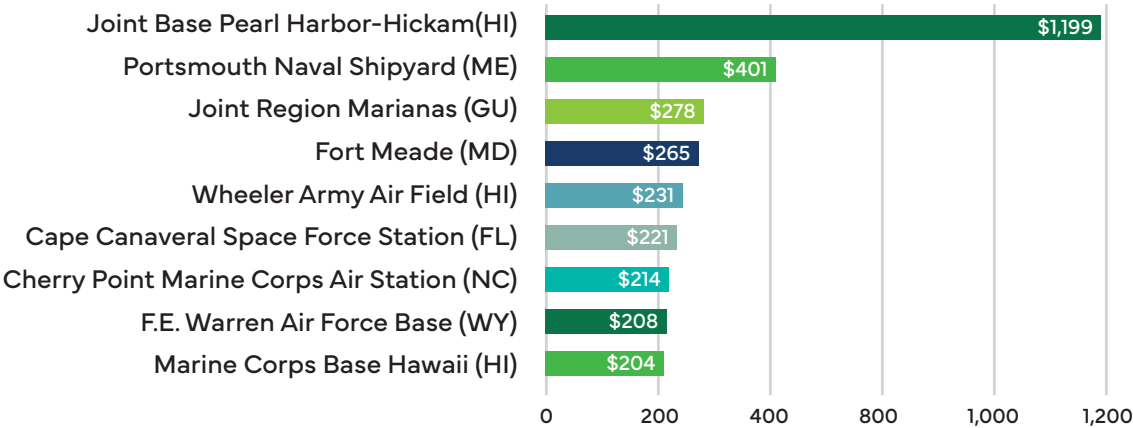 Joint Base Pearl Harbor-Hickam(HI) $1,199
Portsmouth Naval Shipyard (ME) $401
Joint Region Marianas (GU) $278
Fort Meade (MD) $265
Wheeler Army Air Field (HI) $231
Cape Canaveral Space Force Station (FL) $221
Cherry Point Marine Corps Air Station (NC) $214
F.E. Warren Air Force Base (WY) $208
Marine Corps Base Hawaii (HI) $204
0 200 400 800 1,000 1,200